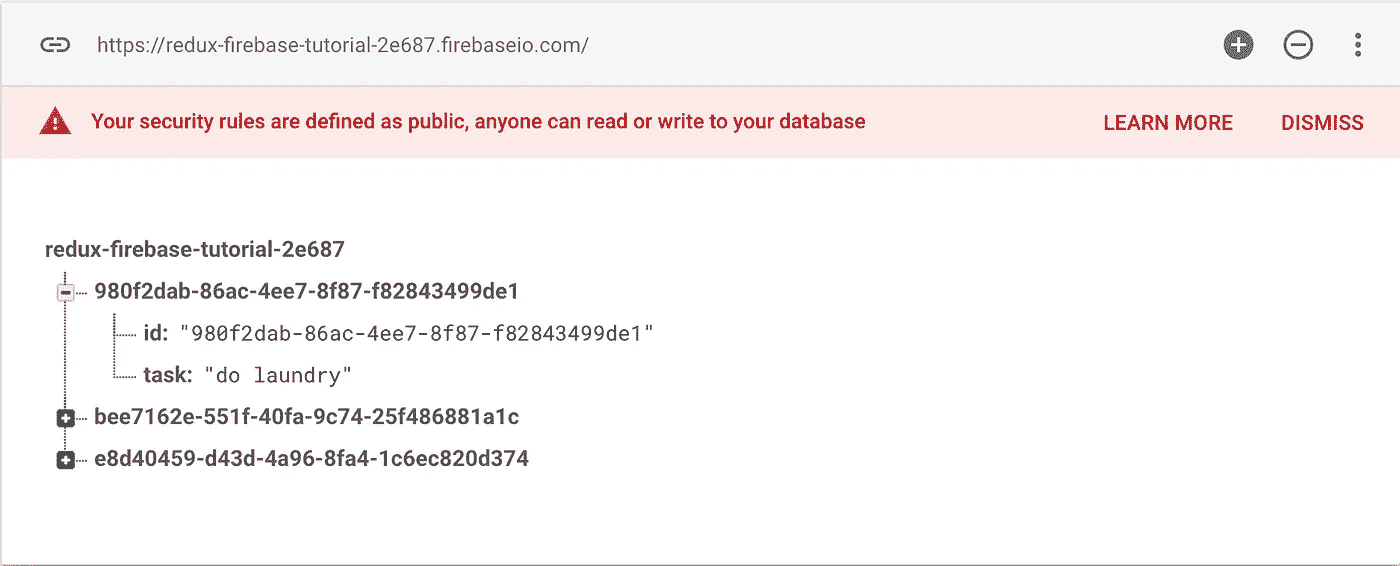 https://redux-firebase-tutorial-2e687.firebaseio.com/
Your security rules are defined as public, anyone can read or write to your database LEARN MORE DISMISS
redux-firebase-tutorial-2e687
980f2dab-86ac-4ee7-8f87-f82843499de1
id: "980f2dab-86ac-4ee7-8f87-f82843499de1"
task: "do laundry"
bee7162e-551f-40fa-9c74-25f486881a1c
e8d40459-d43d-4a96-8fa4-1c6ec820d374